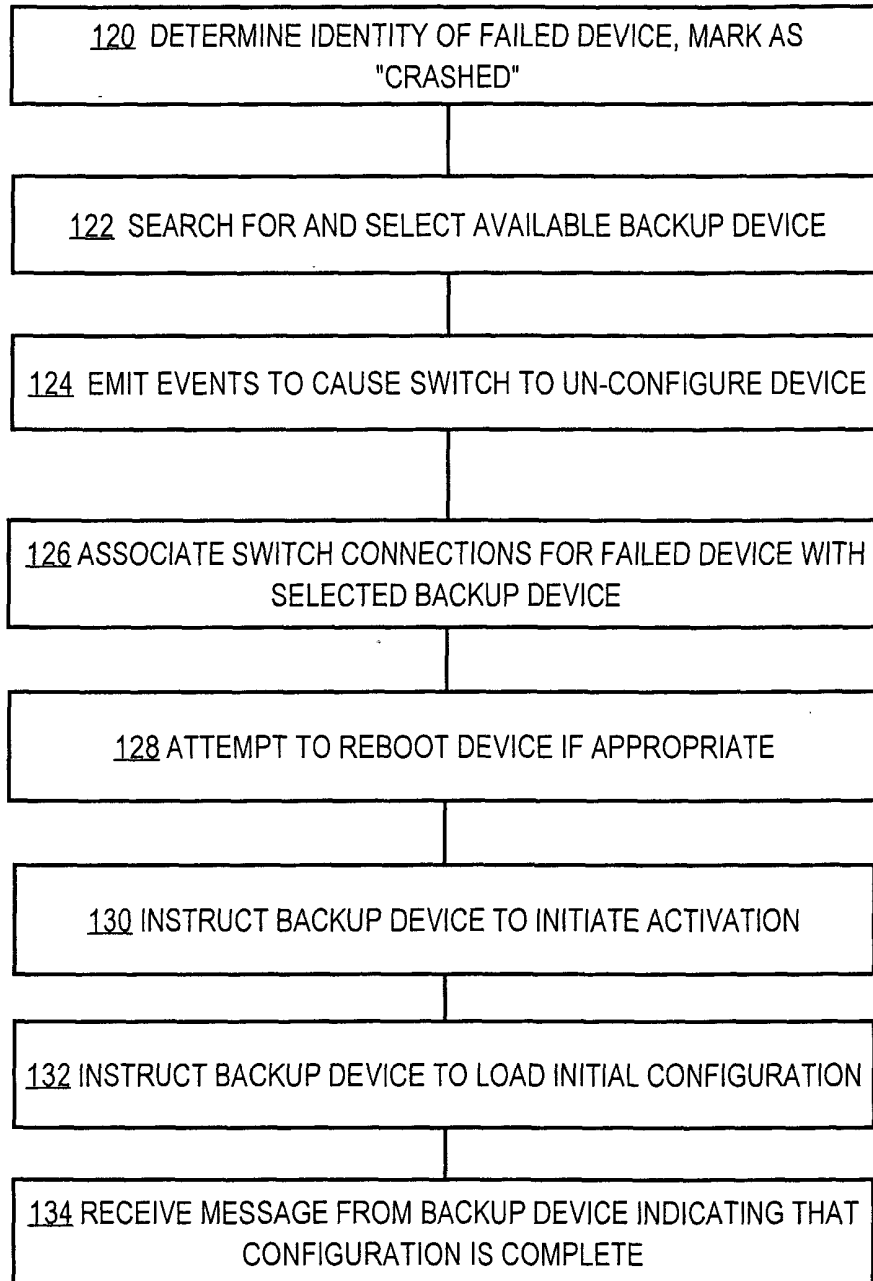 120 DETERMINE IDENTITY OF FAILED DEVICE, MARK AS
"CRASHED"
122 SEARCH FOR AND SELECT AVAILABLE BACKUP DEVICE
124 EMIT EVENTS TO CAUSE SWITCH TO UN-CONFIGURE DEVICE
126 ASSOCIATE SWITCH CONNECTIONS FOR FAILED DEVICE WITH
SELECTED BACKUP DEVICE
128 ATTEMPT TO REBOOT DEVICE IF APPROPRIATE
130 INSTRUCT BACKUP DEVICE TO INITIATE ACTIVATION
132 INSTRUCT BACKUP DEVICE TO LOAD INITIAL CONFIGURATION
134 RECEIVE MESSAGE FROM BACKUP DEVICE INDICATING THAT
CONFIGURATION IS COMPLETE